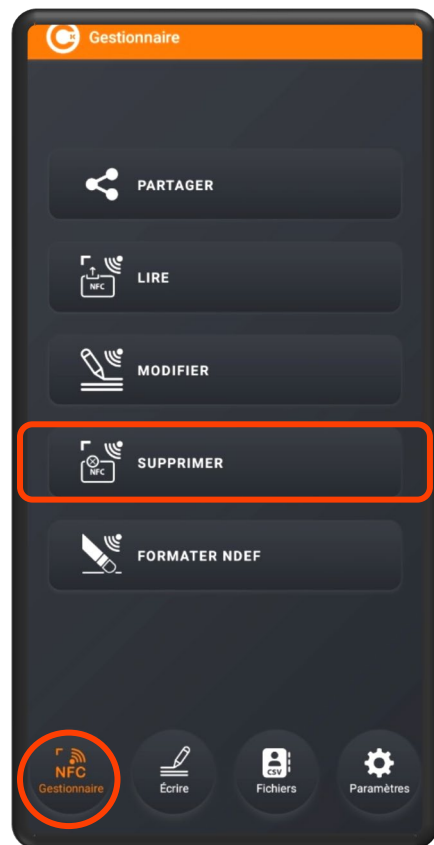 Gestionnaire
PARTAGER
NFC
LIRE
MODIFIER
NFC
SUPPRIMER
FORMATER NDEF
NFC
Gestionnaire
Écrire
CSV
Fichiers
Paramètres